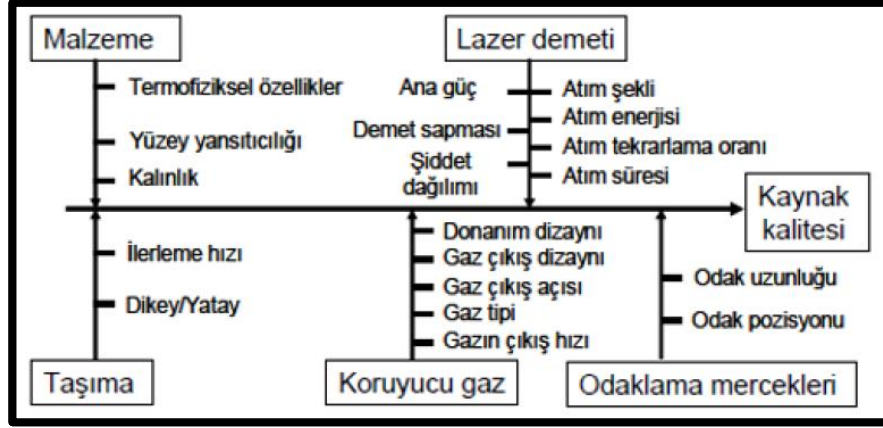 Malzeme
Termofiziksel özellikler
Yüzey yansıtıcılığı
Kalınlık
Lazer demeti
Ana güç
Demet sapması
Şiddet
dağılımı
Atım şekli
Atım enerjisi
Atım tekrarlama oranı
Atım süresi
Kaynak
kalitesi
İlerleme hızı
Dikey/Yatay
Taşıma
Donanım dizaynı
Gaz çıkış dizaynı
Gaz çıkış açısı
Gaz tipi
Gazın çıkış hızı
Koruyucu gaz
Odak uzunluğu
Odak pozisyonu
Odaklama mercekleri